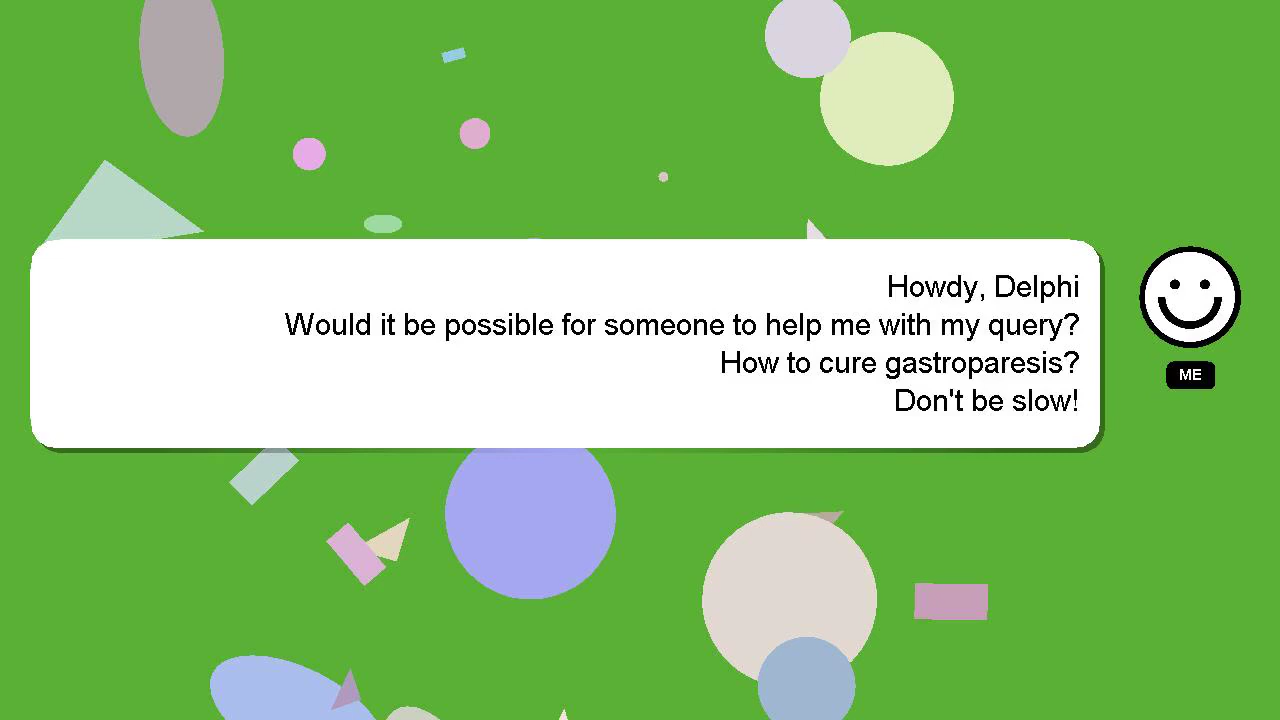 Howdy, Delphi
Would it be possible for someone to help me with my query?
How to cure gastroparesis?
Don't be slow!
ME